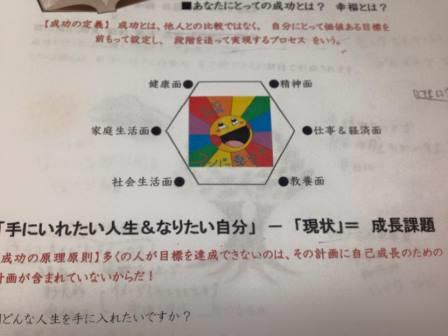 ■あなたにとっての成功とは？ 幸福とは？
【成功の定義】成功とは、他人との比較ではなく、自分にとって価値ある目標を
前もって設定し、段階を追って実現するプロセス をいう。
健康面● ●精神面
家庭生活面● ●仕事＆経済面
社会生活面● ●教養面
「手にいれたい人生＆なりたい自分」－「現状」＝ 成長課題
成功の原理原則】多くの人が目標を達成できないのは、その計画に自己成長のための
計画が含まれていないからだ！
どんな人生を手に入れたいですか？